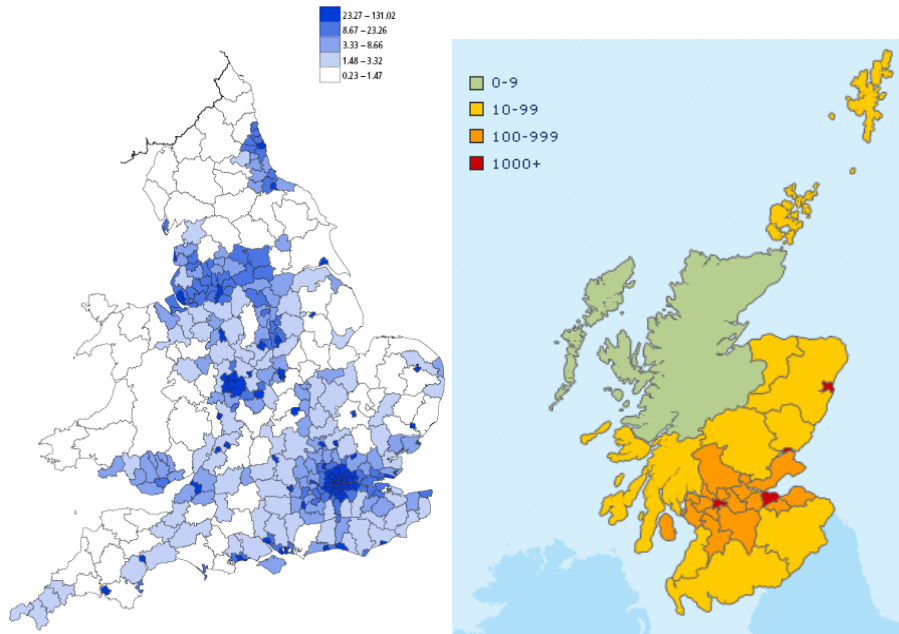 23.27 – 131.02
8.67 – 23.26
3.33 – 8.66
1.48 – 3.32
0.23 – 1.47
0-9
10-99
100-999
1000+